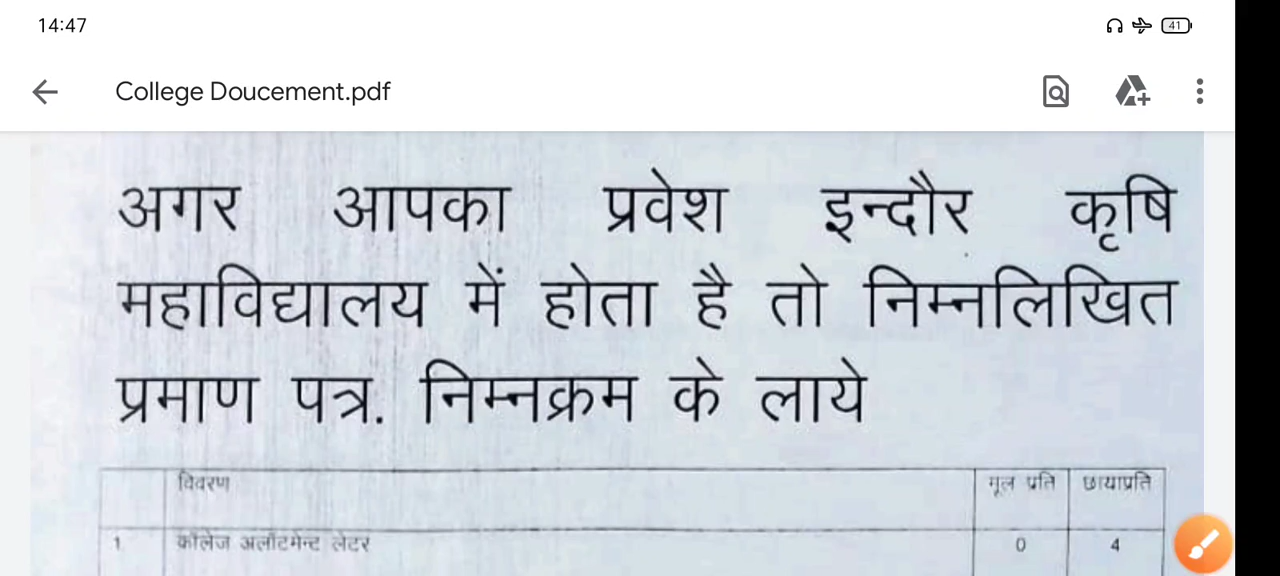 14:47
41
College Doucement.pdf
अगर आपका प्रवेश इन्दौर कृषि
महाविद्यालय में होता है तो निम्नलिखित
प्रमाण पत्र. निम्नक्रम के लाये
विवरण मूल प्रति छायाप्रति
1 कॉलेज अलॉटमेन्ट लेटर 0 4